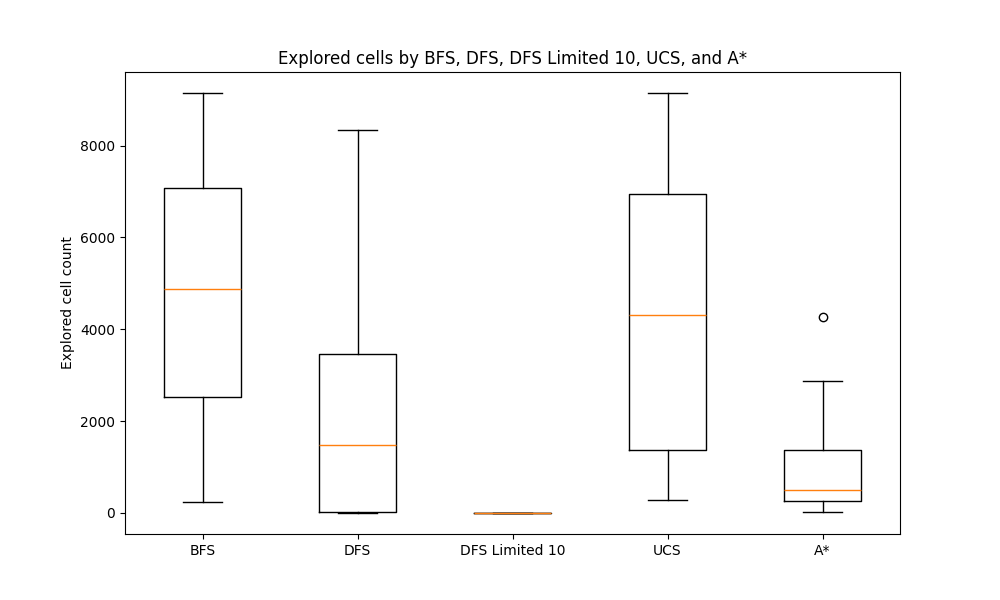 Explored cells by BFS, DFS, DFS Limited 10, UCS, and A*
Explored cell count
8000
6000
4000
2000
0
BFS
DFS
DFS Limited 10
UCS
A*